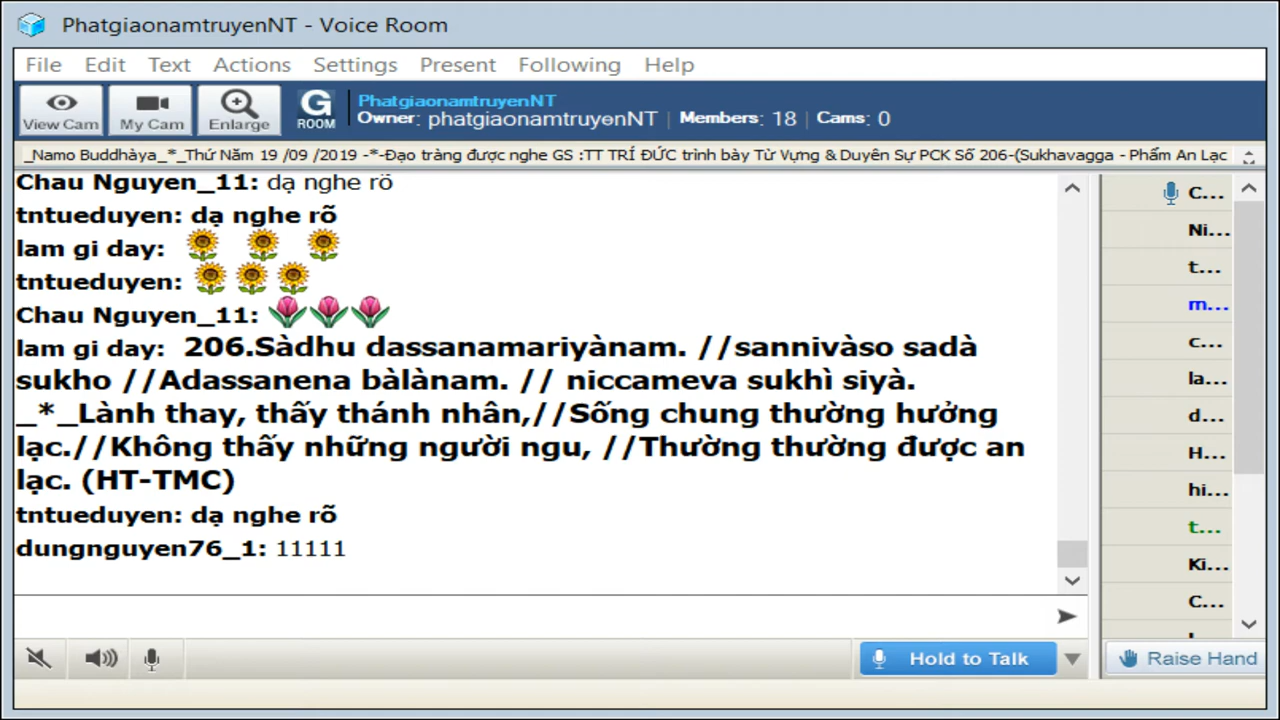 PhatgiaonamtruyenNT - Voice Room
File Edit Text Actions Settings Present Following Help
View Cam My Cam Enlarge G ROOM PhatgiaonamtruyenNT
Owner: phatgiaonamtruyenNT Members: 18 Cams: 0
_Namo Buddhàya_*_Thứ Năm 19 /09 /2019 -*-Đạo tràng được nghe GS :TT TRÍ ĐỨC trình bày Từ Vựng & Duyên Sự PCK Số 206-(Sukhavagga - Phẩm An Lạc
Chau Nguyen_11: dạ nghe rõ
tntueduyen: dạ nghe rõ
lam gi day:
tntueduyen:
Chau Nguyen_11:
lam gi day: 206.Sàdhu dassanamariyànam. //sannivàso sadà
sukho //Adassanena bàlànam. // niccameva sukhì siyà.
_*_Lành thay, thấy thánh nhân,//Sống chung thường hưởng
lạc.//Không thấy những người ngu, //Thường thường được an
lạc. (HT-TMC)
tntueduyen: dạ nghe rõ
dungnguyen76_1: 11111
C...
Ni...
t...
m...
c...
la...
d...
H...
hi...
t...
Ki...
C...
Hold to Talk
Raise Hand